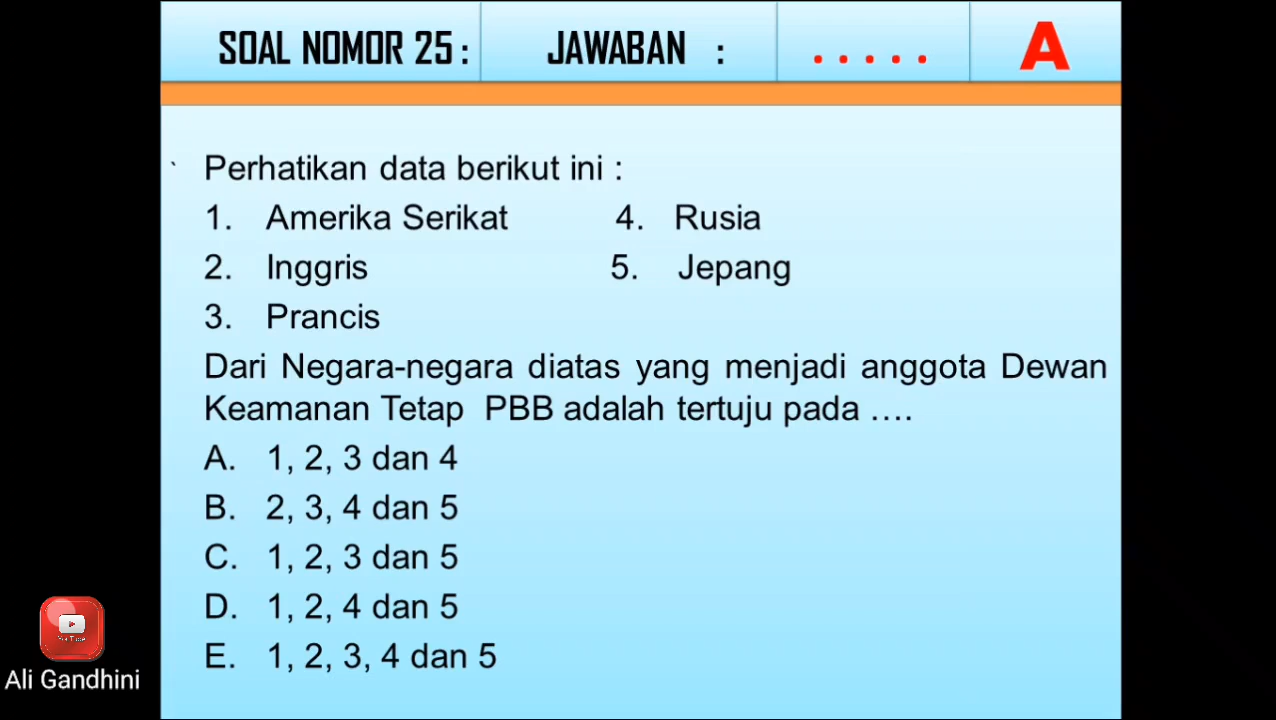 SOAL NOMOR 25 : JAWABAN : ..... A
` Perhatikan data berikut ini :
1. Amerika Serikat 4. Rusia
2. Inggris 5. Jepang
3. Prancis
Dari Negara-negara diatas yang menjadi anggota Dewan
Keamanan Tetap PBB adalah tertuju pada ….
A. 1, 2, 3 dan 4
B. 2, 3, 4 dan 5
C. 1, 2, 3 dan 5
D. 1, 2, 4 dan 5
E. 1, 2, 3, 4 dan 5
YouTube
Ali Gandhini